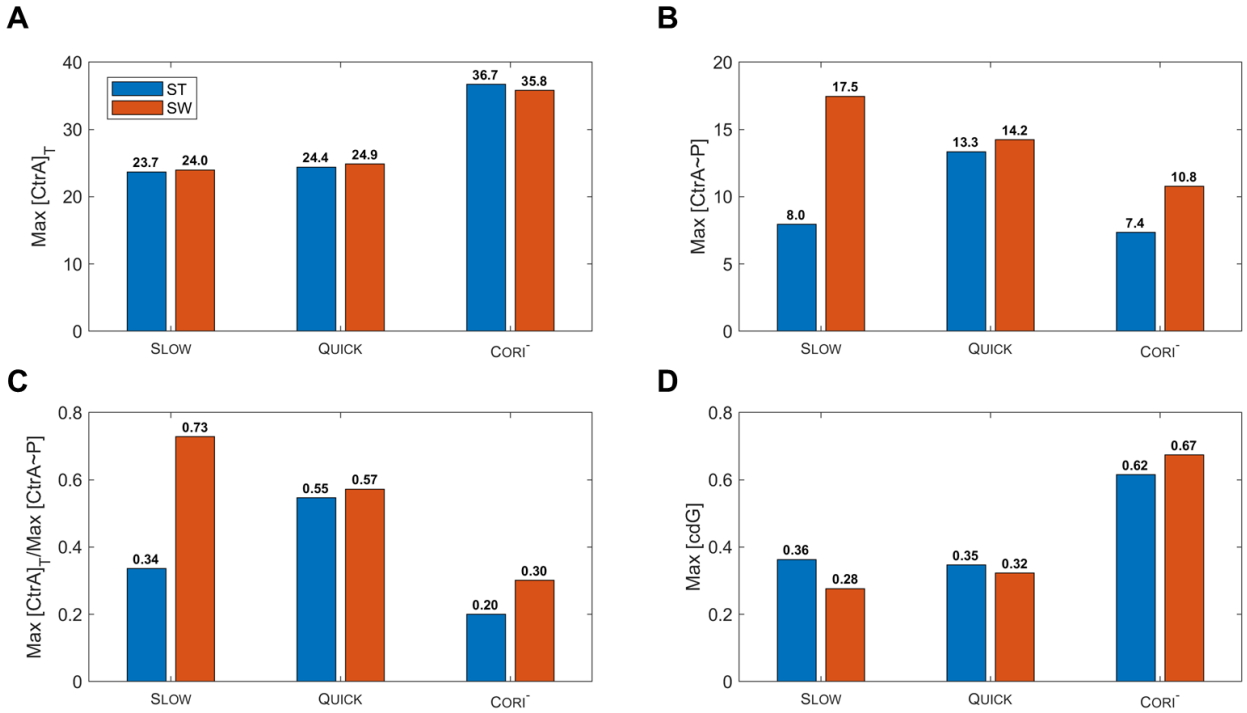 A
B
40
30
20
10
0
Max [CtrA]T
ST
SW
23.7
24.0
24.4
24.9
36.7
35.8
SLOW
QUICK
CORI-
20
15
10
5
0
Max [CtrA~P]
8.0
17.5
13.3
14.2
7.4
10.8
SLOW
QUICK
CORI-
C
D
0.8
0.6
0.4
0.2
0
Max [CtrA]T/Max [CtrA~P]
0.34
0.73
0.55
0.57
0.20
0.30
SLOW
QUICK
CORI-
0.8
0.6
0.4
0.2
0
Max [cdG]
0.36
0.28
0.35
0.32
0.62
0.67
SLOW
QUICK
CORI-